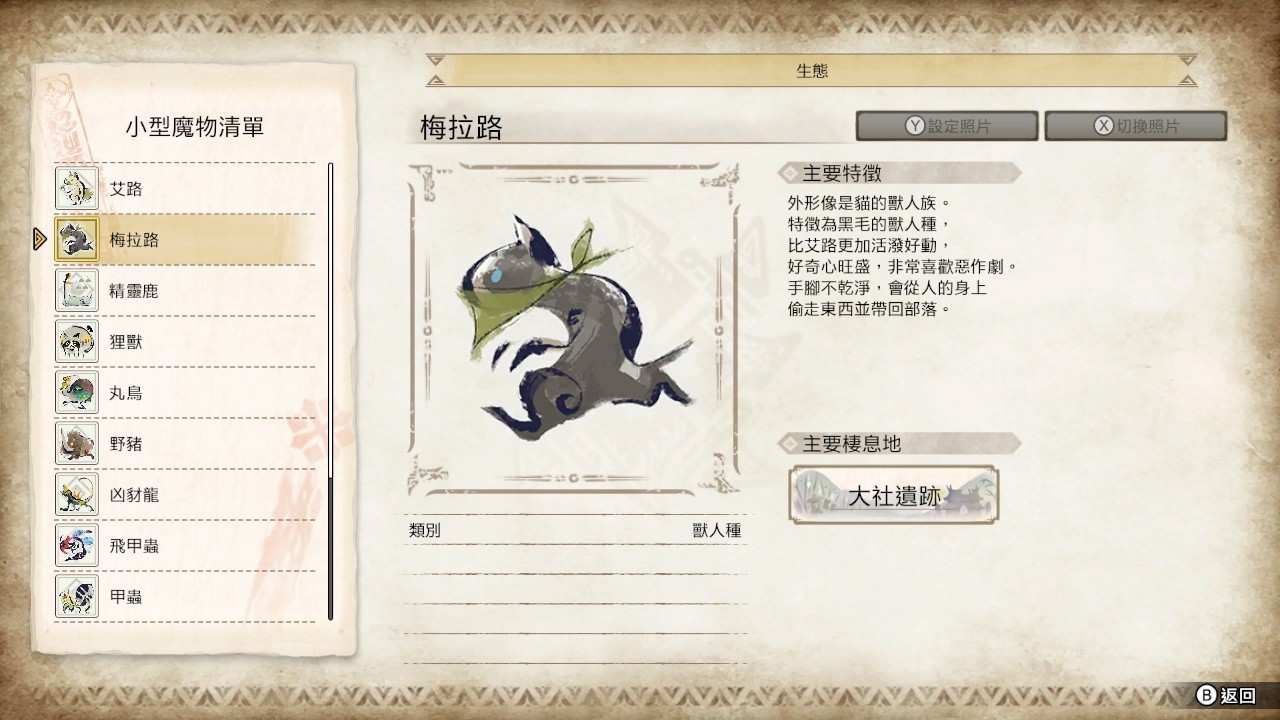 生態
小型魔物清單
艾路
梅拉路
精靈鹿
狸獸
丸鳥
野豬
凶豺龍
飛甲蟲
甲蟲
梅拉路
Y設定照片
X切換照片
主要特徵
外形像是貓的獸人族。
特徵為黑毛的獸人種，
比艾路更加活潑好動，
好奇心旺盛，非常喜歡惡作劇。
手腳不乾淨，會從人的身上
偷走東西並帶回部落。
主要棲息地
大社遺跡
類別 獸人種
B返回